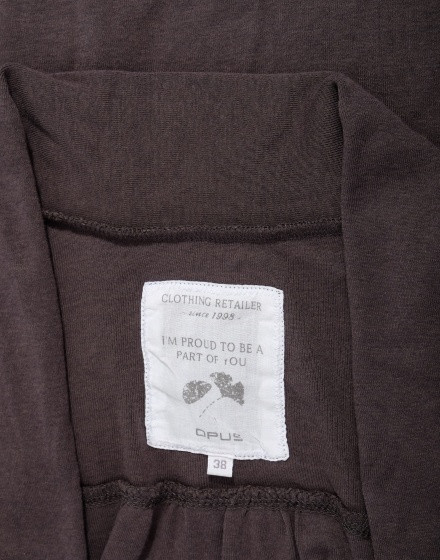 CLOTHING RETAILER
- since 1995 -
I M PROUD TO BE A
PART OF YOU
OPUS
38